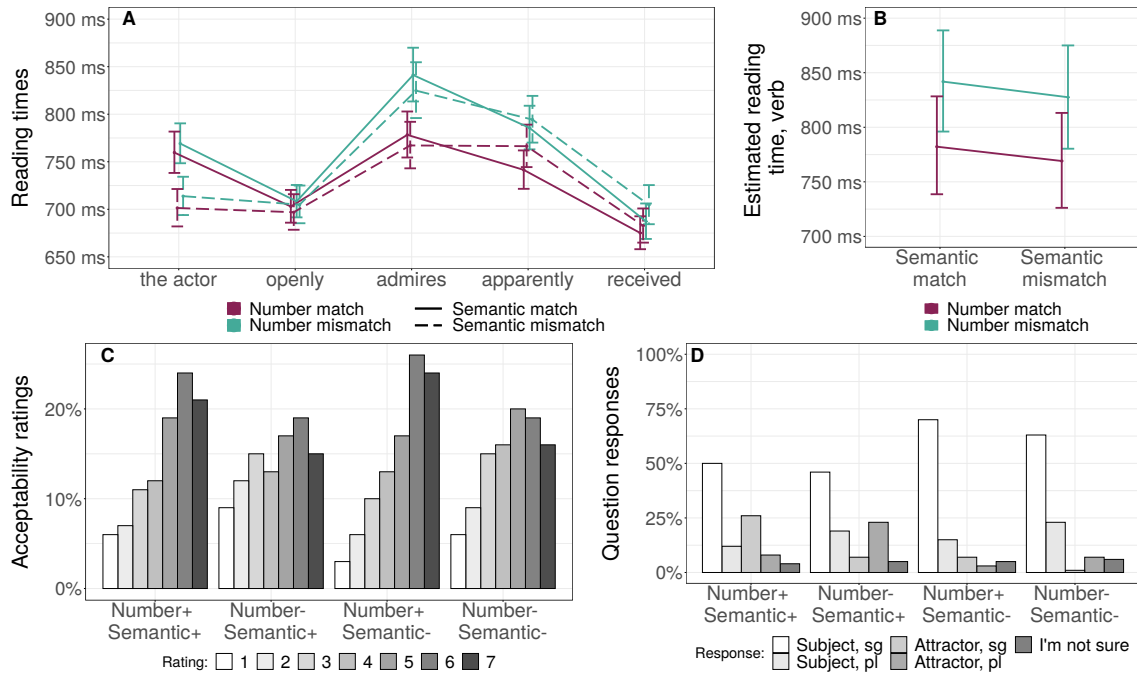 A
Reading times
900 ms
850 ms
800 ms
750 ms
700 ms
650 ms
the actor openly admires apparently received
Number match Semantic match
Number mismatch Semantic mismatch
B
Estimated reading
time, verb
900 ms
850 ms
800 ms
750 ms
700 ms
Semantic match
Semantic mismatch
Number match
Number mismatch
C
Acceptability ratings
20%
10%
0%
Number+ Semantic+
Number- Semantic+
Number+ Semantic-
Number- Semantic-
Rating: 1 2 3 4 5 6 7
D
Question responses
100%
75%
50%
25%
0%
Number+ Semantic+
Number- Semantic+
Number+ Semantic-
Number- Semantic-
Response: Subject, sg Attractor, sg I'm not sure
Subject, pl Attractor, pl